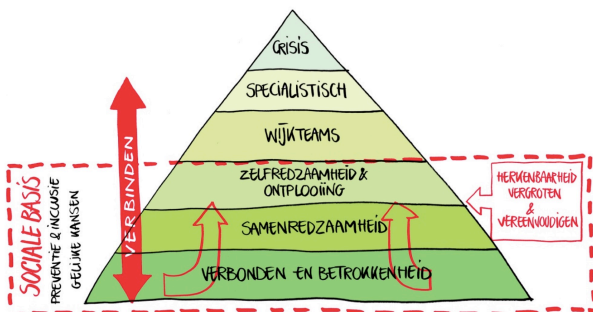 CRISIS
SPECIALISTISCH
WIJKTEAMS
ZELFREDZAAMHEID &
ONTPLOOIING
SAMENREDZAAMHEID
VERBONDEN EN BETROKKENHEID
VERBINDEN
SOCIALE BASIS
PREVENTIE & INCLUSIE
GELIJKE KANSEN
HERKENBAARHEID
VERGROTEN
&
VEREENVOUDIGEN